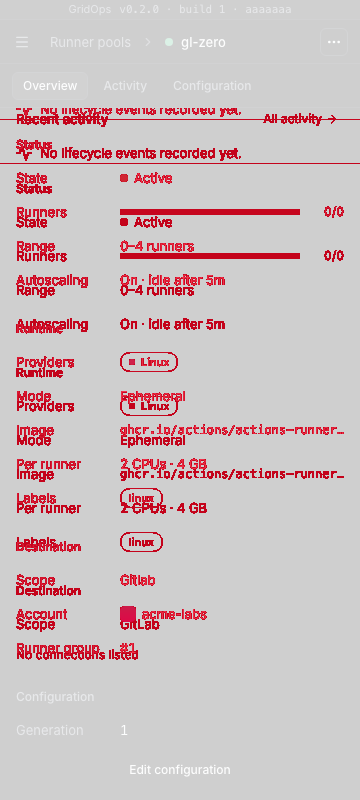 GridOps v0.2.0 · build 1 · aaaaaaa
Runner pools > gl-zero
Overview Activity Configuration
No lifecycle events recorded yet.
Recent activity All activity →
Status
No lifecycle events recorded yet.
State Active
Status
Runners 0/0
State Active
Range 0–4 runners
Runners 0/0
Autoscaling On · idle after 5m
Range 0–4 runners
Autoscaling On · idle after 5m
Runtime
Providers Linux
Runtime
Mode Ephemeral
Providers Linux
Image ghcr.io/actions/actions-runner…
Mode Ephemeral
Per runner 2 CPUs · 4 GB
Image ghcr.io/actions/actions-runner…
Labels linux
Per runner 2 CPUs · 4 GB
Labels linux
Destination
Scope Gitlab
Destination
Account acme-labs
Scope GitLab
Runner group #1
No connections listed
Configuration
Generation 1
Edit configuration